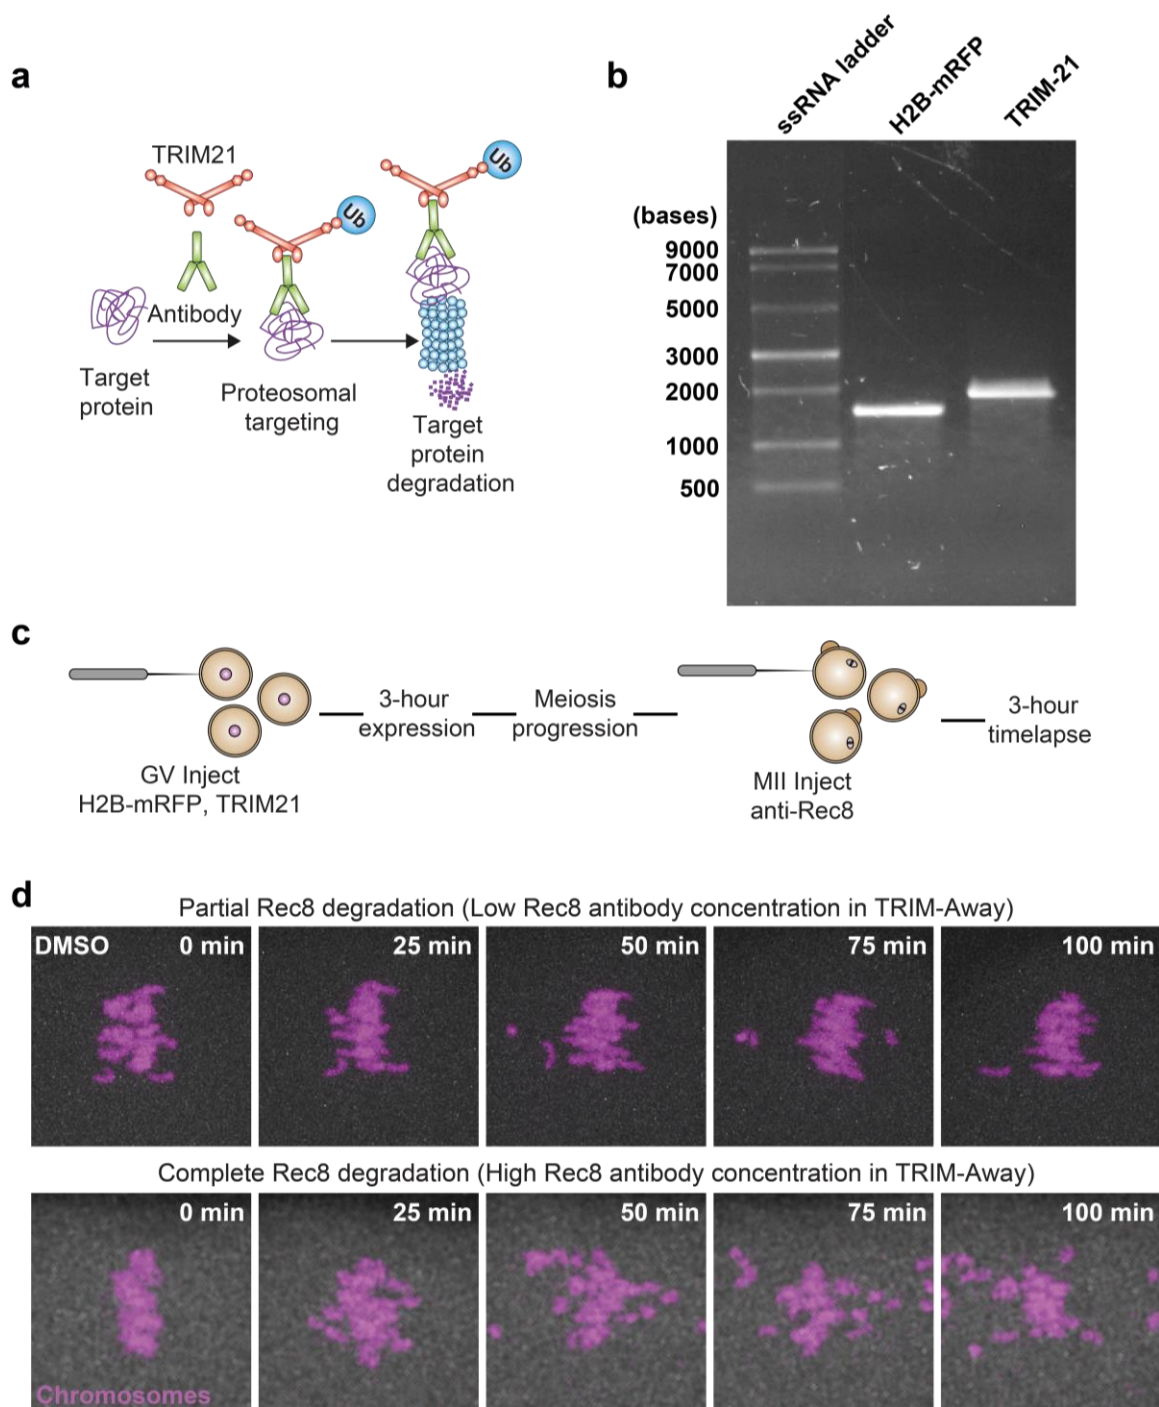 a
TRIM21
Ub
Ub
Antibody
Target
protein
Proteosomal
targeting
Target
protein
degradation
b
ssRNA ladder
H2B-mRFP
TRIM-21
(bases)
9000
7000
5000
3000
2000
1000
500
c
GV Inject
H2B-mRFP, TRIM21
3-hour
expression
Meiosis
progression
MII Inject
anti-Rec8
3-hour
timelapse
d
Partial Rec8 degradation (Low Rec8 antibody concentration in TRIM-Away)
DMSO 0 min 25 min 50 min 75 min 100 min
Complete Rec8 degradation (High Rec8 antibody concentration in TRIM-Away)
0 min 25 min 50 min 75 min 100 min
Chromosomes